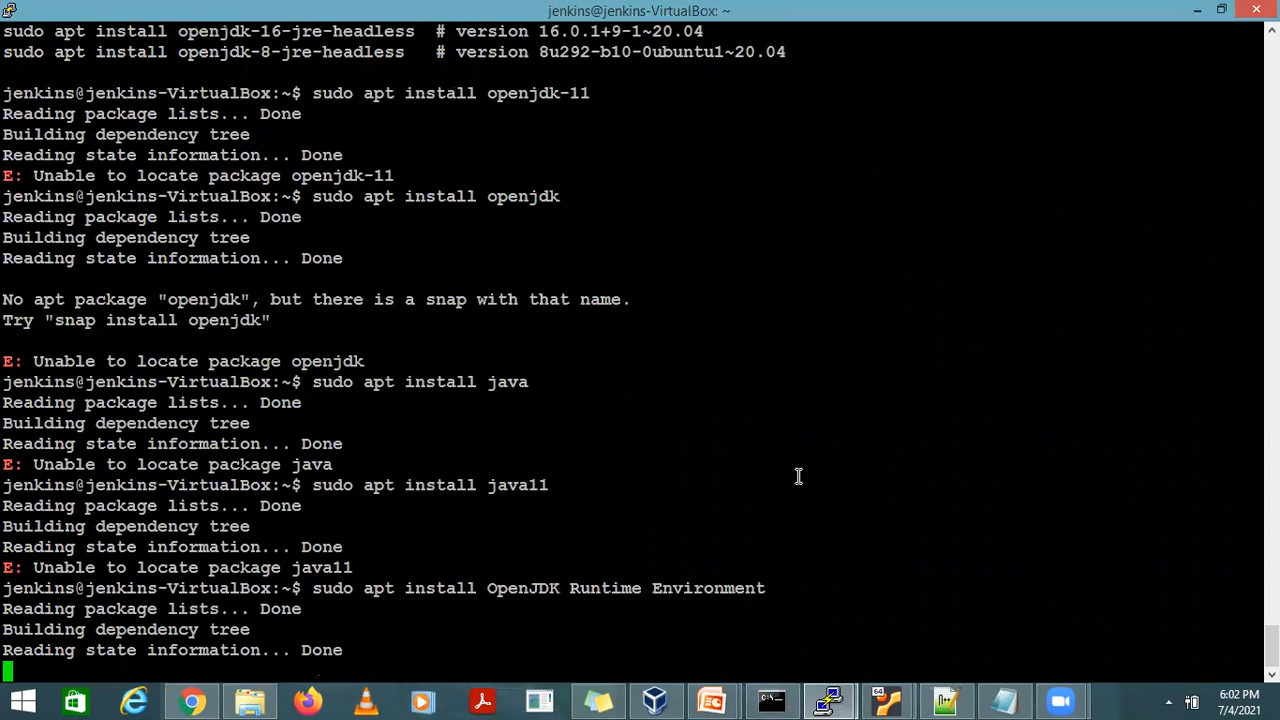 jenkins@jenkins-VirtualBox: ~
sudo apt install openjdk-16-jre-headless  # version 16.0.1+9-1~20.04
sudo apt install openjdk-8-jre-headless   # version 8u292-b10-0ubuntu1~20.04
jenkins@jenkins-VirtualBox:~$ sudo apt install openjdk-11
Reading package lists... Done
Building dependency tree
Reading state information... Done
E: Unable to locate package openjdk-11
jenkins@jenkins-VirtualBox:~$ sudo apt install openjdk
Reading package lists... Done
Building dependency tree
Reading state information... Done
No apt package "openjdk", but there is a snap with that name.
Try "snap install openjdk"
E: Unable to locate package openjdk
jenkins@jenkins-VirtualBox:~$ sudo apt install java
Reading package lists... Done
Building dependency tree
Reading state information... Done
E: Unable to locate package java
jenkins@jenkins-VirtualBox:~$ sudo apt install java11
Reading package lists... Done
Building dependency tree
Reading state information... Done
E: Unable to locate package java11
jenkins@jenkins-VirtualBox:~$ sudo apt install OpenJDK Runtime Environment
Reading package lists... Done
Building dependency tree
Reading state information... Done
64
6:02 PM
7/4/2021